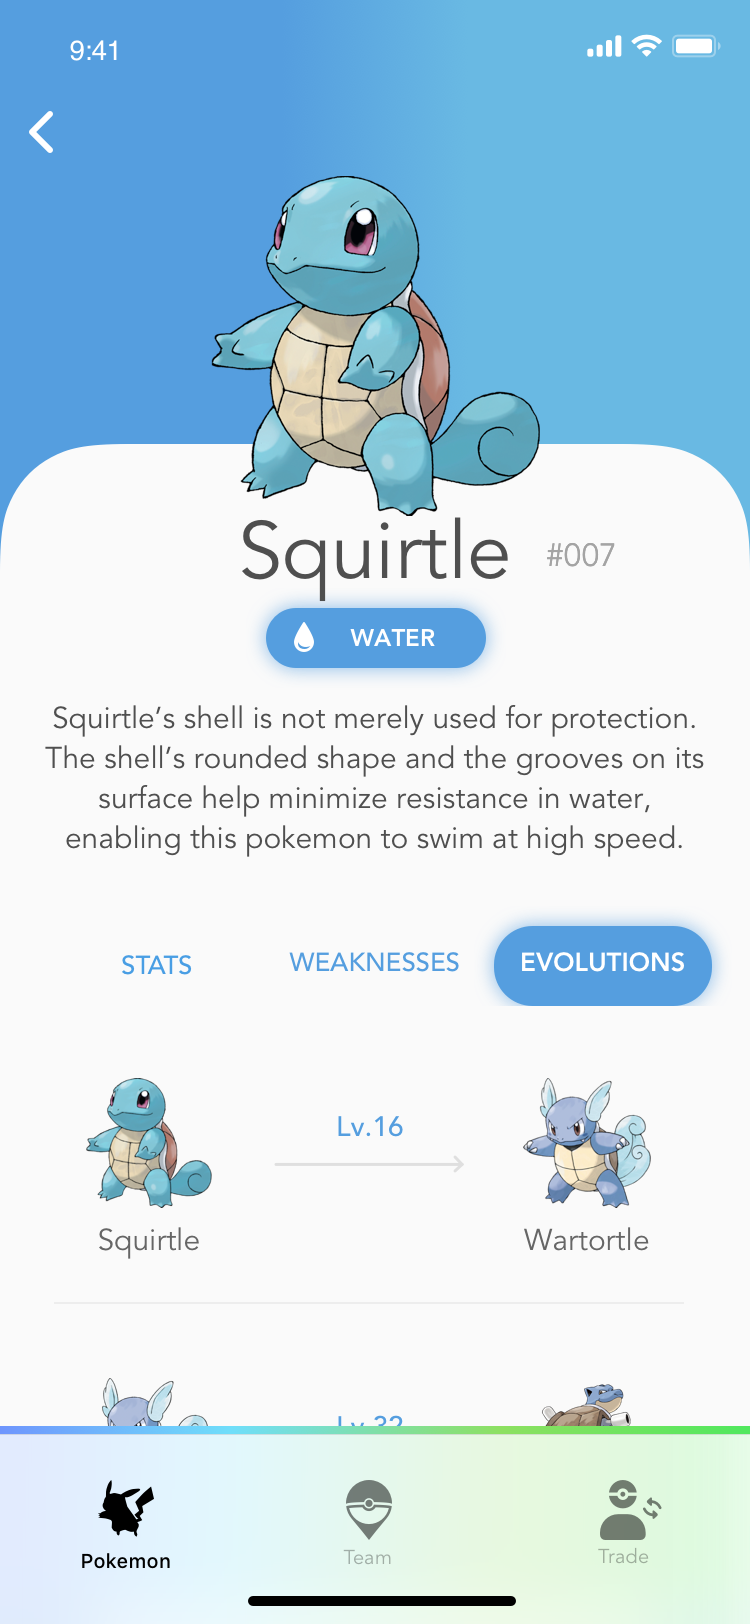 9:41
Squirtle #007
WATER
Squirtle’s shell is not merely used for protection.
The shell’s rounded shape and the grooves on its
surface help minimize resistance in water,
enabling this pokemon to swim at high speed.
STATS WEAKNESSES EVOLUTIONS
Lv.16
Squirtle Wartortle
Lv.32
Pokemon Team Trade